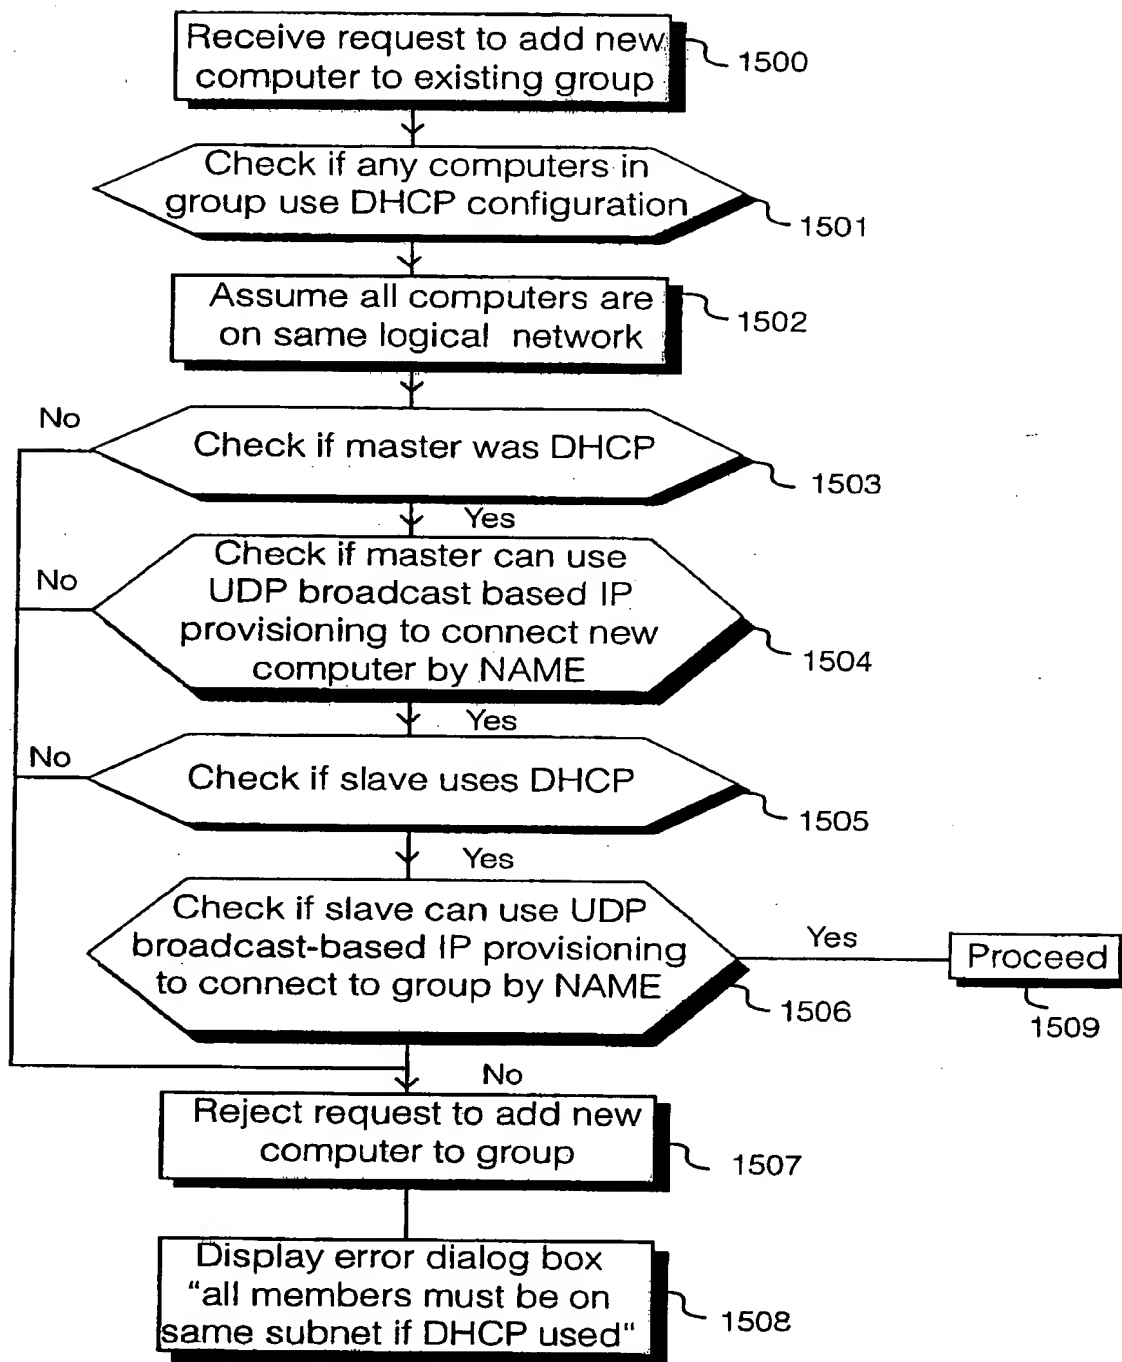 Receive request to add new
computer to existing group
1500
Check if any computers in
group use DHCP configuration
1501
Assume all computers are
on same logical network
1502
No
Check if master was DHCP
1503
Yes
No
Check if master can use
UDP broadcast based IP
provisioning to connect new
computer by NAME
1504
Yes
No
Check if slave uses DHCP
1505
Yes
Check if slave can use UDP
broadcast-based IP provisioning
to connect to group by NAME
1506
Yes
Proceed
1509
No
Reject request to add new
computer to group
1507
Display error dialog box
“all members must be on
same subnet if DHCP used“
1508